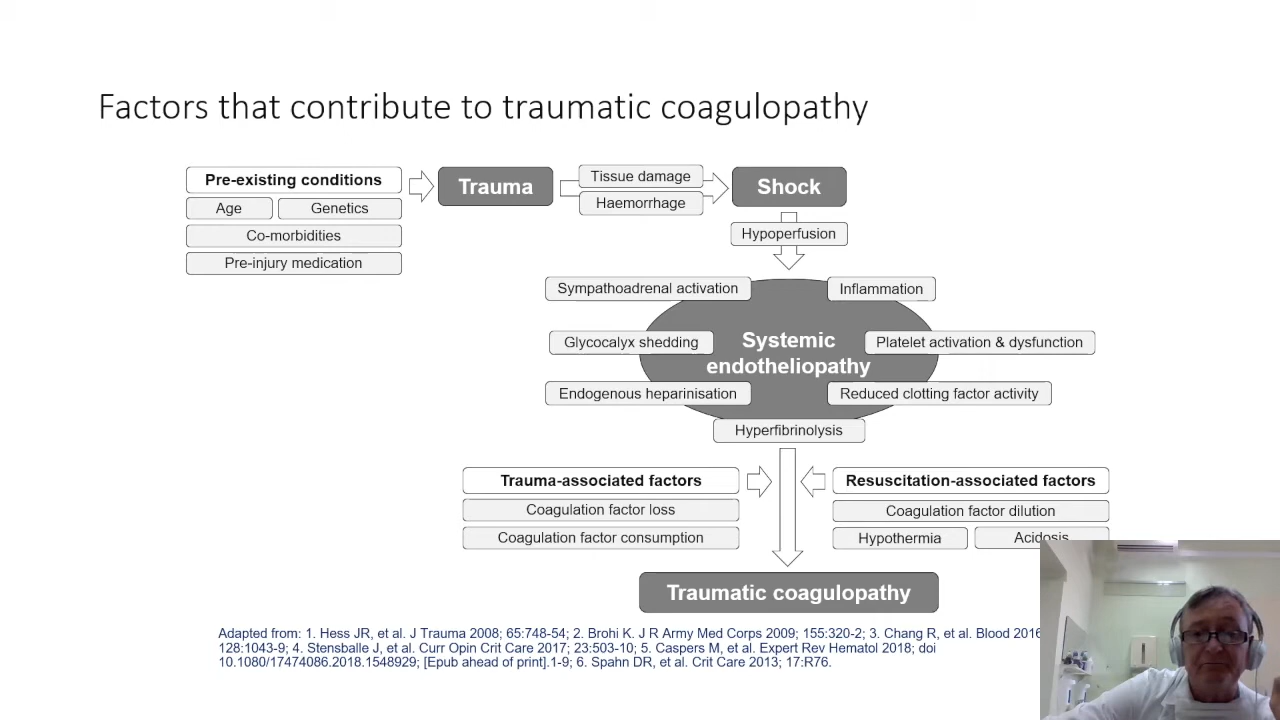 Factors that contribute to traumatic coagulopathy
Pre-existing conditions
Age
Genetics
Co-morbidities
Pre-injury medication
Trauma
Tissue damage
Haemorrhage
Shock
Hypoperfusion
Sympathoadrenal activation
Inflammation
Glycocalyx shedding
Systemic
endotheliopathy
Platelet activation & dysfunction
Endogenous heparinisation
Reduced clotting factor activity
Hyperfibrinolysis
Trauma-associated factors
Coagulation factor loss
Coagulation factor consumption
Resuscitation-associated factors
Coagulation factor dilution
Hypothermia
Acidosis
Traumatic coagulopathy
Adapted from: 1. Hess JR, et al. J Trauma 2008; 65:748-54; 2. Brohi K. J R Army Med Corps 2009; 155:320-2; 3. Chang R, et al. Blood 2016
128:1043-9; 4. Stensballe J, et al. Curr Opin Crit Care 2017; 23:503-10; 5. Caspers M, et al. Expert Rev Hematol 2018; doi
10.1080/17474086.2018.1548929; [Epub ahead of print].1-9; 6. Spahn DR, et al. Crit Care 2013; 17:R76.